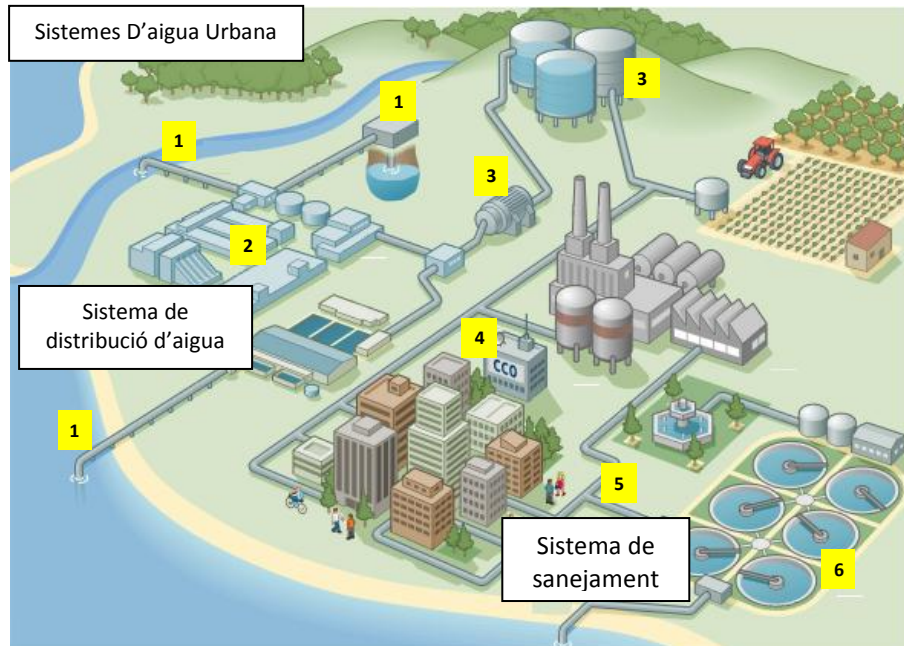 Sistemes D'aigua Urbana
1
1
3
3
2
Sistema de
distribució d'aigua
4
CCO
1
5
Sistema de
sanejament
6